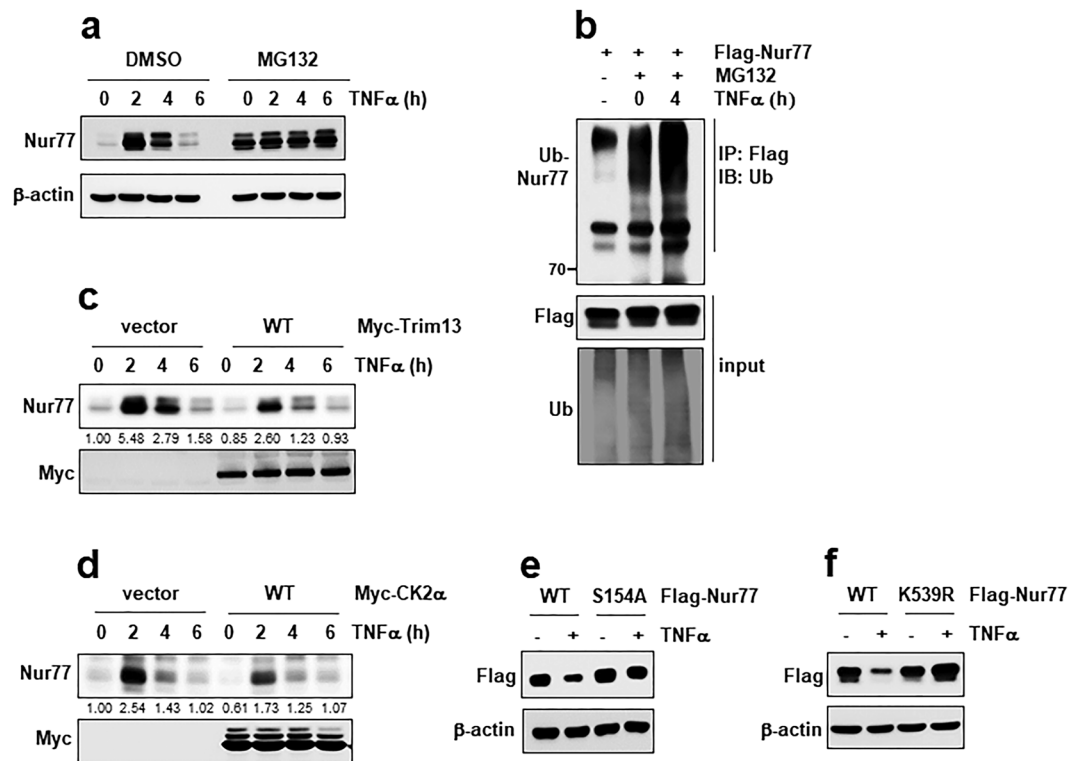 a
DMSO MG132
0 2 4 6 0 2 4 6 TNFα (h)
Nur77
β-actin
b
+ + + Flag-Nur77
- + + MG132
- 0 4 TNFα (h)
Ub-
Nur77
IP: Flag
IB: Ub
70
Flag
input
Ub
c
vector WT Myc-Trim13
0 2 4 6 0 2 4 6 TNFα (h)
Nur77
1.00 5.48 2.79 1.58 0.85 2.60 1.23 0.93
Myc
d
vector WT Myc-CK2α
0 2 4 6 0 2 4 6 TNFα (h)
Nur77
1.00 2.54 1.43 1.02 0.61 1.73 1.25 1.07
Myc
e
WT S154A Flag-Nur77
- + - + TNFα
Flag
β-actin
f
WT K539R Flag-Nur77
- + - + TNFα
Flag
β-actin